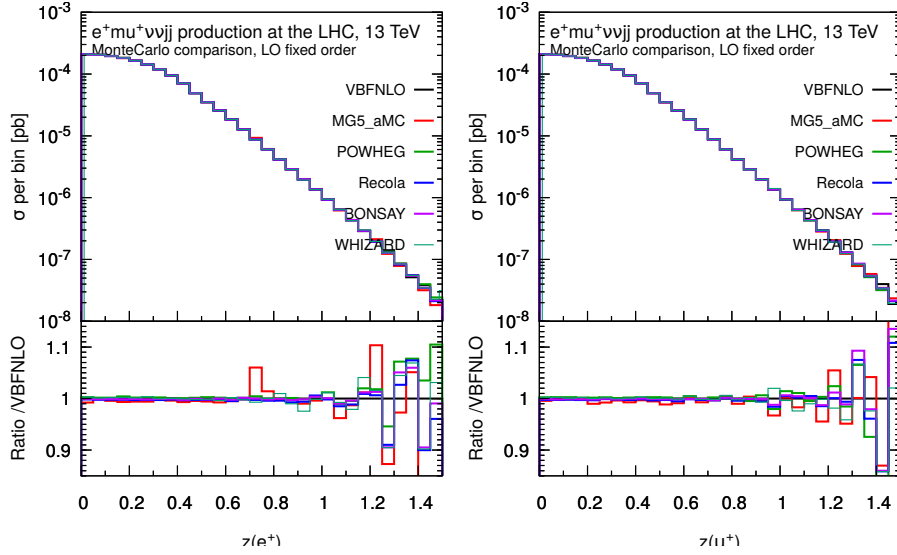 e⁺mu⁺ννjj production at the LHC, 13 TeV
MonteCarlo comparison, LO fixed order
VBFNLO
MG5_aMC
POWHEG
Recola
BONSAY
WHIZARD
σ per bin [pb]
10⁻³
10⁻⁴
10⁻⁵
10⁻⁶
10⁻⁷
10⁻⁸
Ratio /VBFNLO
1.1
1
0.9
0 0.2 0.4 0.6 0.8 1 1.2 1.4
z(e⁺)
e⁺mu⁺ννjj production at the LHC, 13 TeV
MonteCarlo comparison, LO fixed order
VBFNLO
MG5_aMC
POWHEG
Recola
BONSAY
WHIZARD
σ per bin [pb]
10⁻³
10⁻⁴
10⁻⁵
10⁻⁶
10⁻⁷
10⁻⁸
Ratio /VBFNLO
1.1
1
0.9
0 0.2 0.4 0.6 0.8 1 1.2 1.4
z(μ⁺)